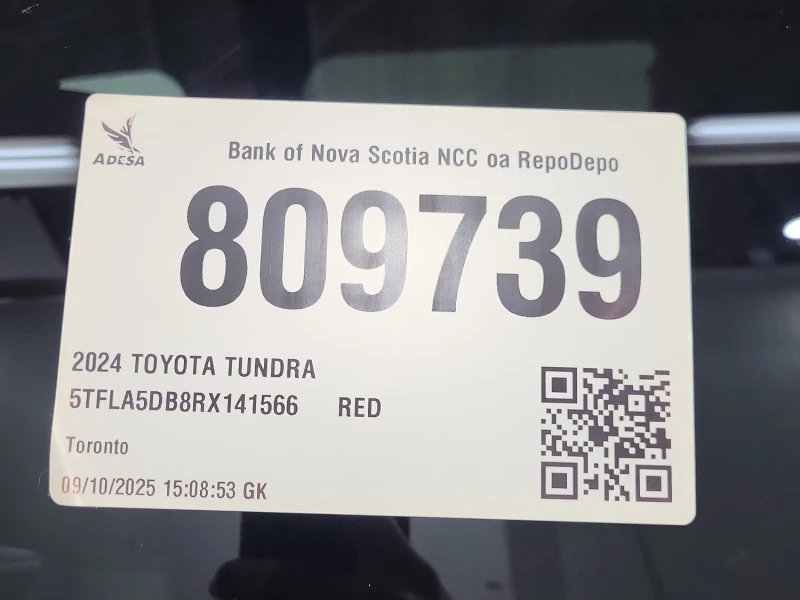 ADESA
Bank of Nova Scotia NCC oa RepoDepo
809739
2024 TOYOTA TUNDRA
5TFLA5DB8RX141566 RED
Toronto
09/10/2025 15:08:53 GK